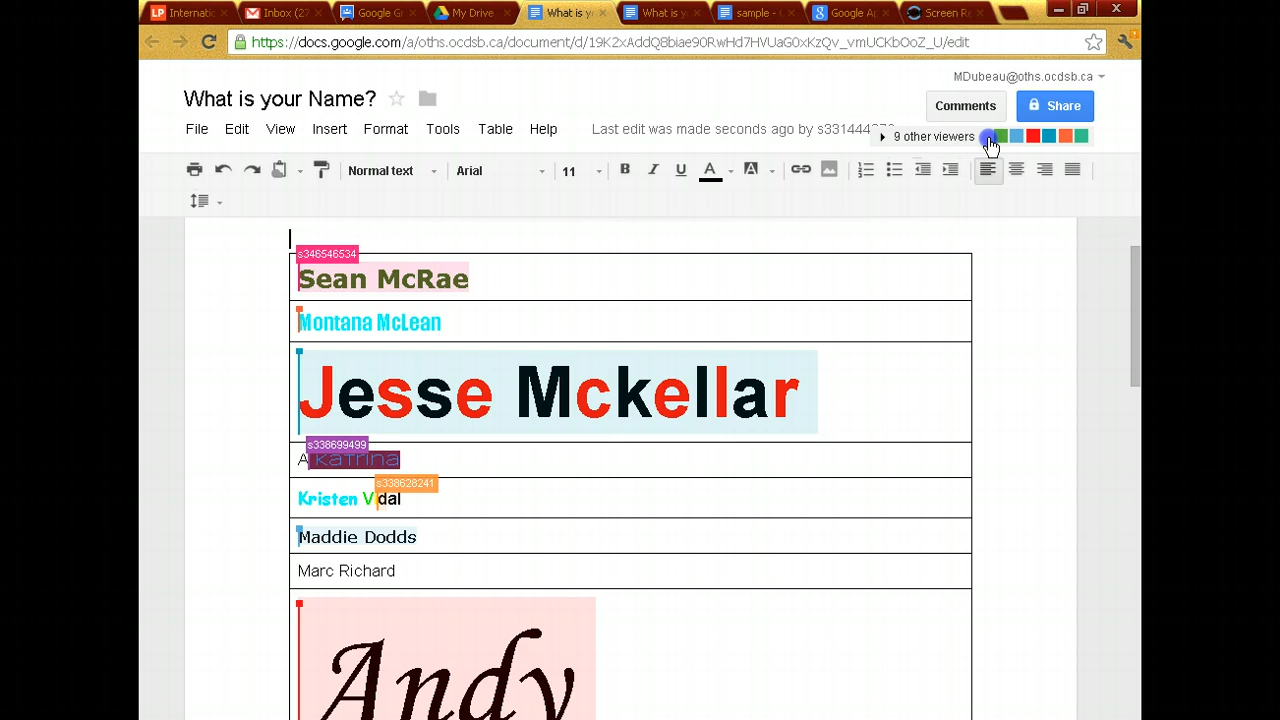 Internati
Inbox (2
Google G
My Drive
What is y
What is y
sample -
Google A
Screen R
https://docs.google.com/a/oths.ocdsb.ca/document/d/19K2xAddQ8biae90RwHd7HVUaG0xKzQv_vmUCKbOoZ_U/edit
MDubeau@oths.ocdsb.ca
What is your Name?
Comments
Share
File Edit View Insert Format Tools Table Help
Last edit was made seconds ago by
9 other viewers
Normal text Arial 11 B I U A A
s346546534
Sean McRae
Montana McLean
Jesse Mckellar
s338699499
A katrina
s338628241
Kristen Vidal
Maddie Dodds
Marc Richard
Andy